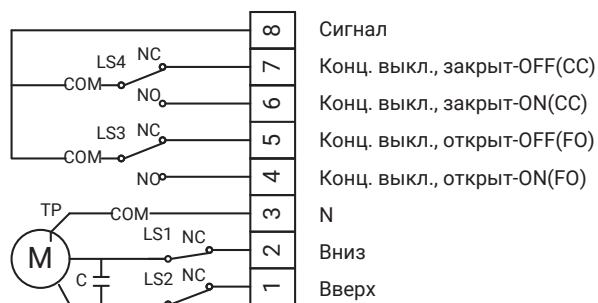 8 Сигнал
LS4 NC 7 Конц. выкл., закрыт-OFF(CC)
COM
NO 6 Конц. выкл., закрыт-ON(CC)
LS3 NC 5 Конц. выкл., открыт-OFF(FO)
COM
NO 4 Конц. выкл., открыт-ON(FO)
TP COM 3 N
LS1 NC 2 Вниз
M
C LS2 NC 1 Вверх